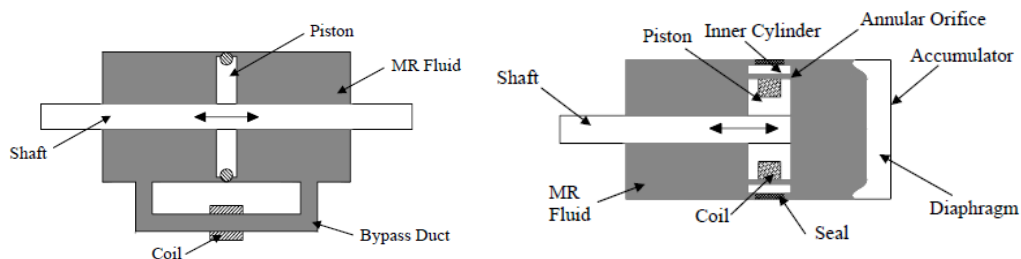 Piston
MR Fluid
Shaft
Coil
Bypass Duct
Annular Orifice
Inner Cylinder
Piston
Accumulator
Shaft
MR
Fluid
Coil
Seal
Diaphragm